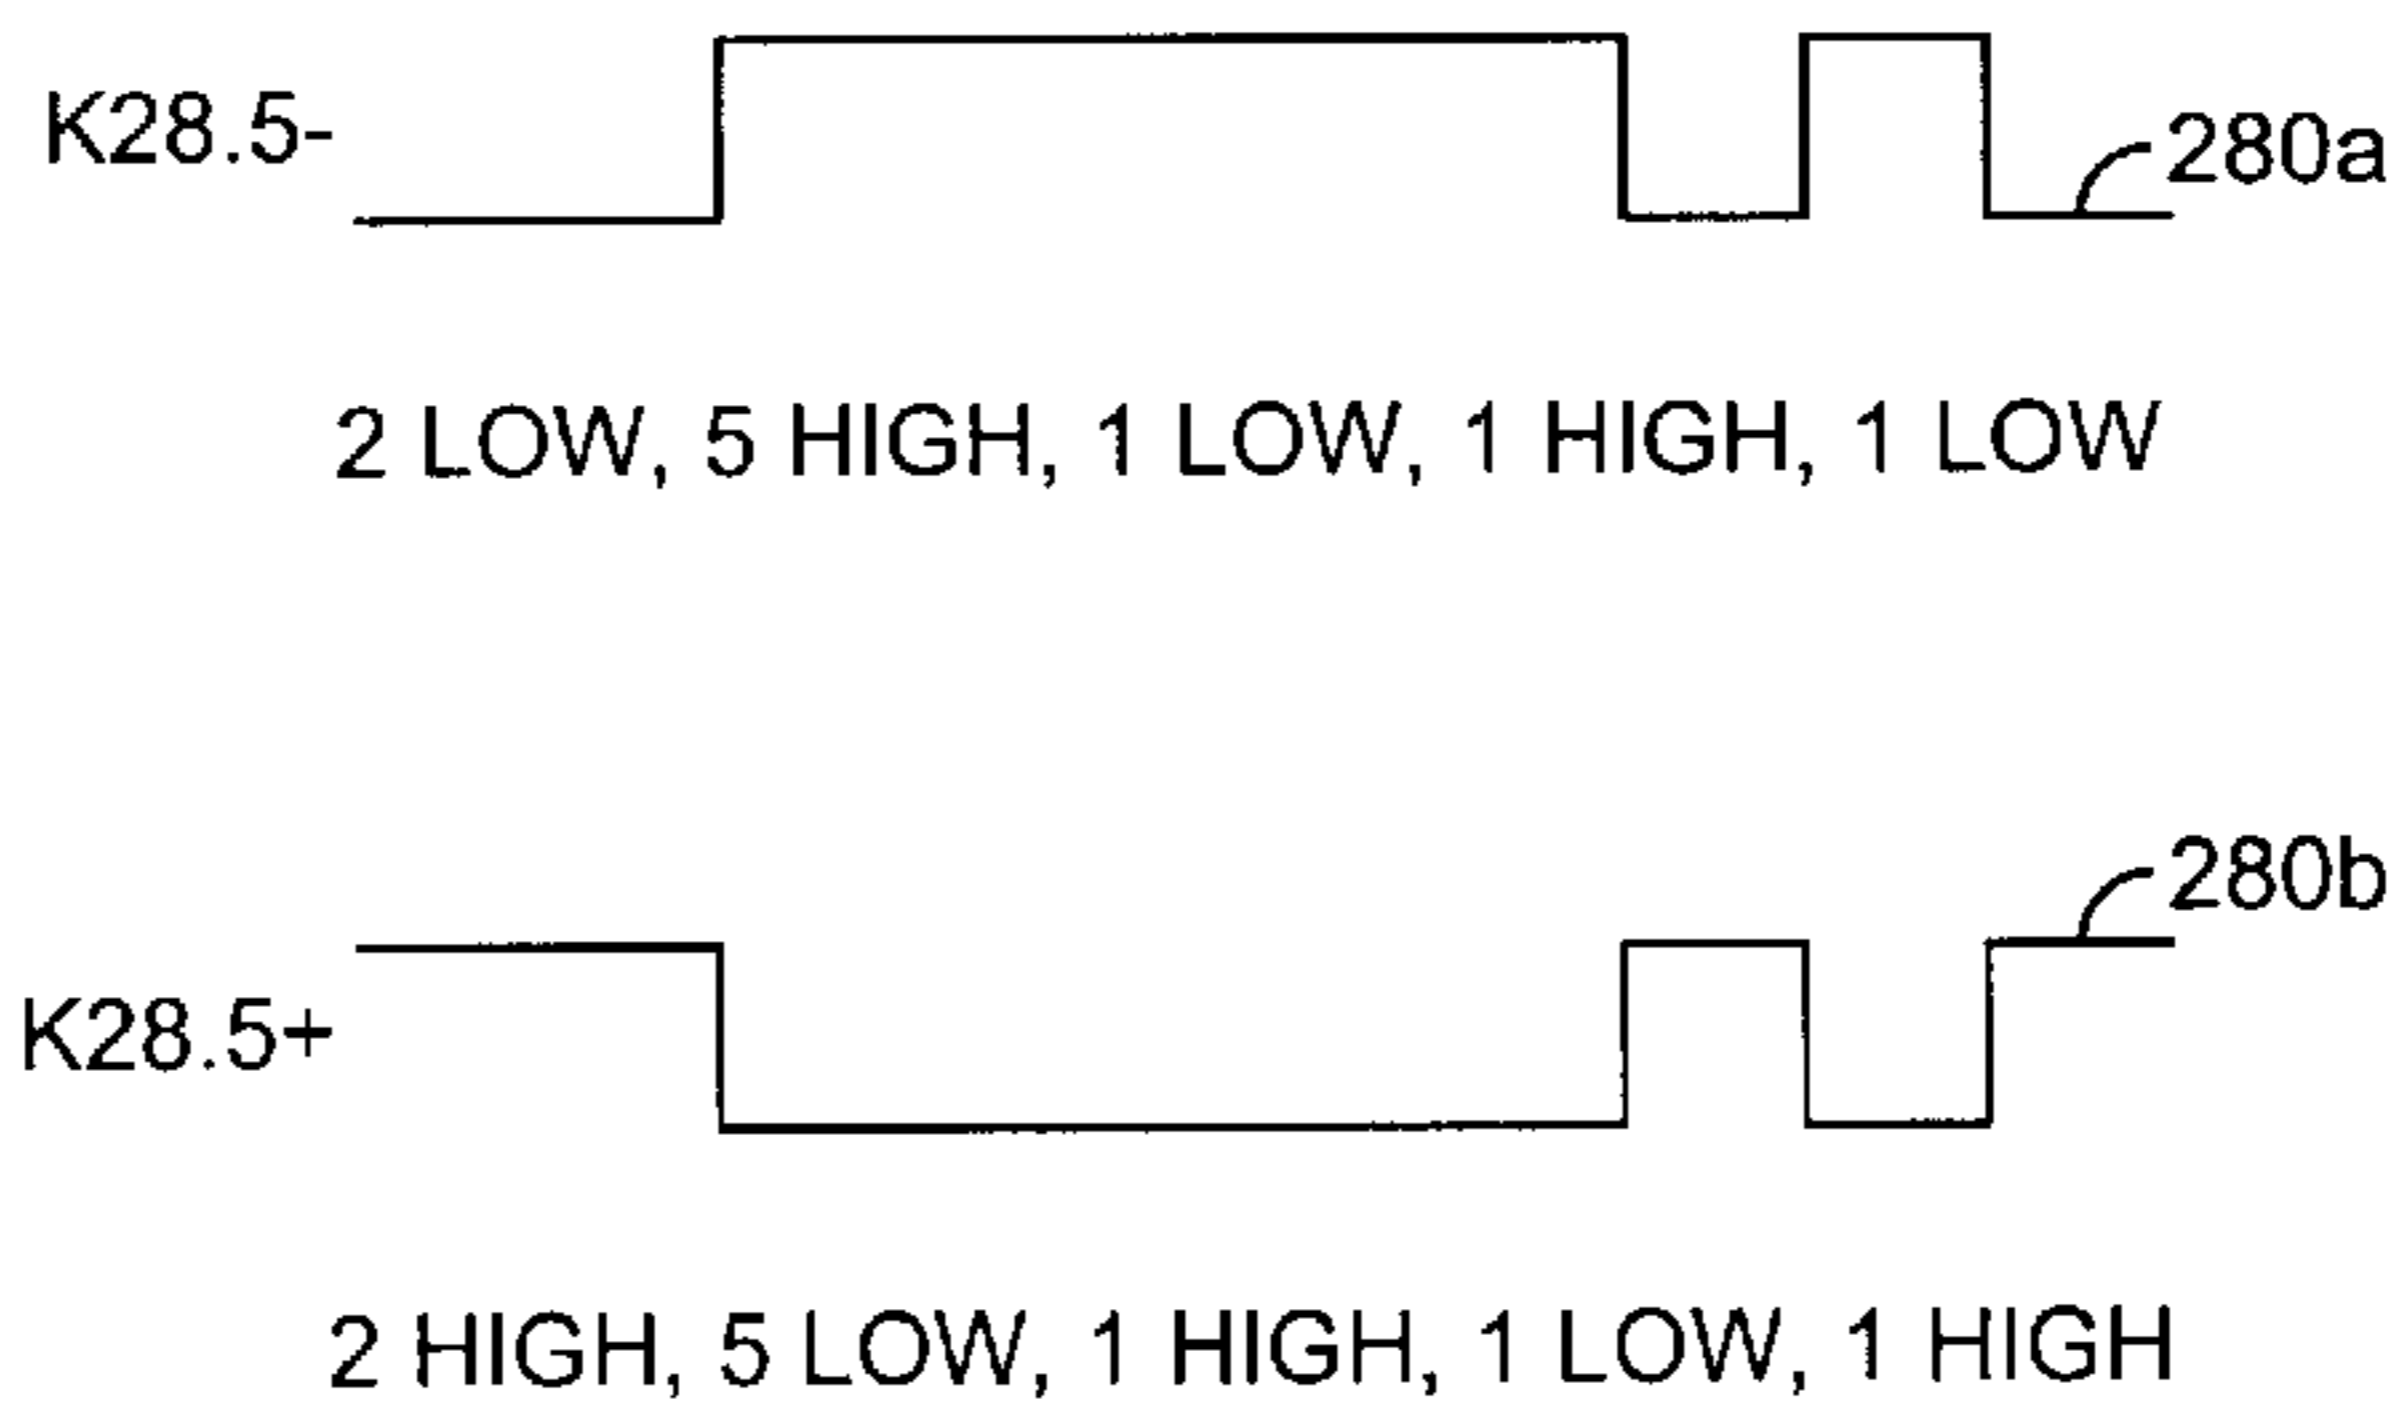 K28.5-
280a
2 LOW, 5 HIGH, 1 LOW, 1 HIGH, 1 LOW
280b
K28.5+
2 HIGH, 5 LOW, 1 HIGH, 1 LOW, 1 HIGH